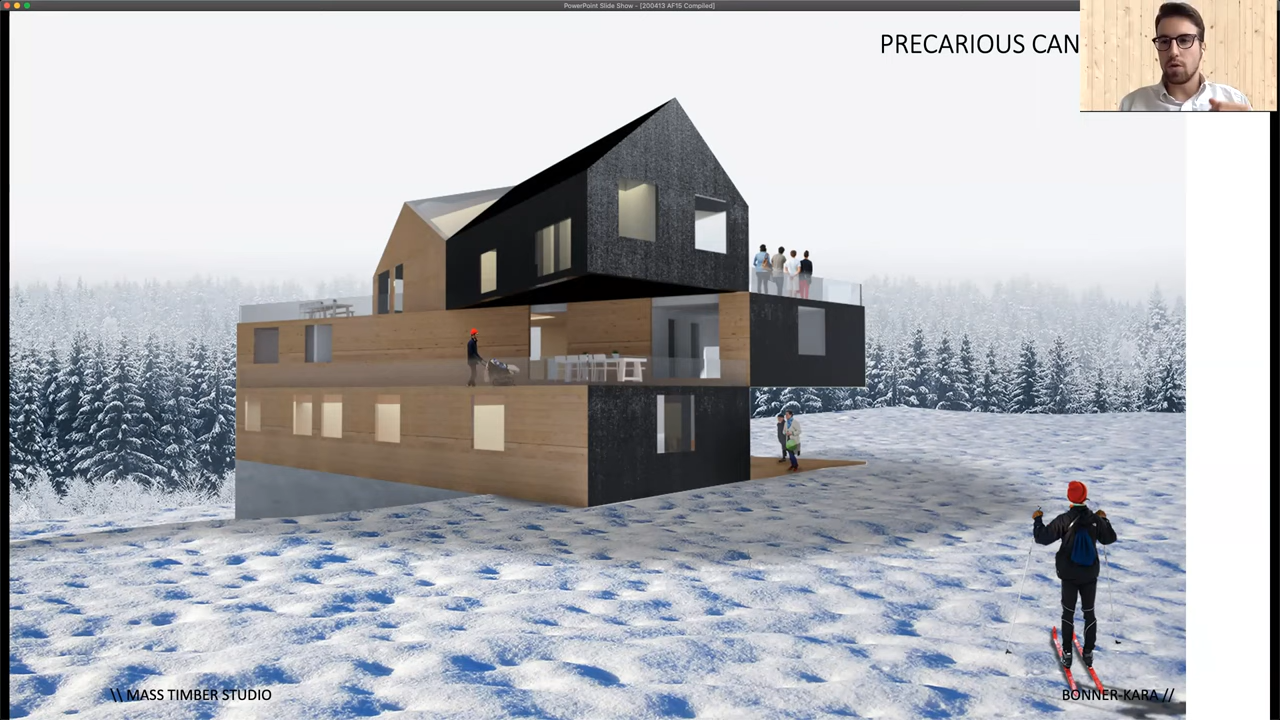 PowerPoint Slide Show - [200413 AF15 Compiled]
PRECARIOUS CAN
\\ MASS TIMBER STUDIO
BONNER-KARA //